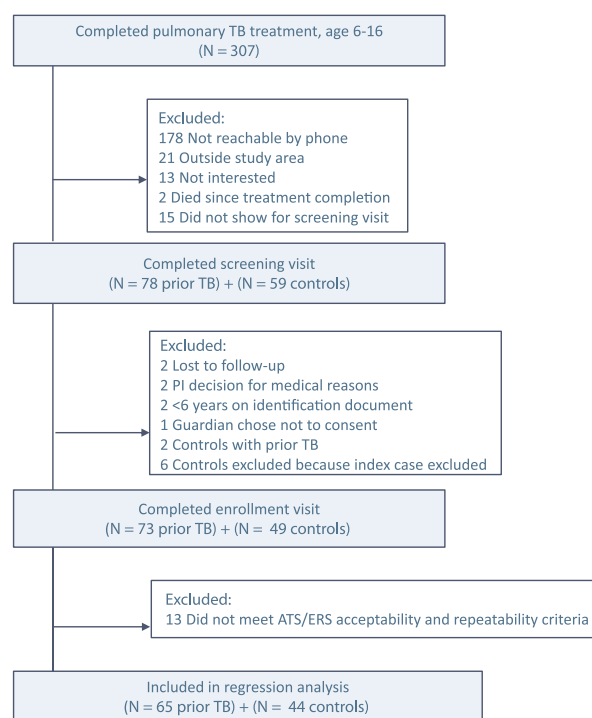 Completed pulmonary TB treatment, age 6-16
(N = 307)
Excluded:
178 Not reachable by phone
21 Outside study area
13 Not interested
2 Died since treatment completion
15 Did not show for screening visit
Completed screening visit
(N = 78 prior TB) + (N = 59 controls)
Excluded:
2 Lost to follow-up
2 PI decision for medical reasons
2 <6 years on identification document
1 Guardian chose not to consent
2 Controls with prior TB
6 Controls excluded because index case excluded
Completed enrollment visit
(N = 73 prior TB) + (N = 49 controls)
Excluded:
13 Did not meet ATS/ERS acceptability and repeatability criteria
Included in regression analysis
(N = 65 prior TB) + (N = 44 controls)